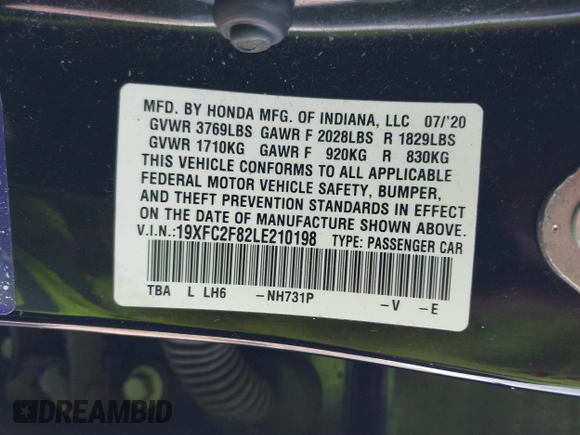 MFD. BY HONDA MFG. OF INDIANA, LLC 07/'20
GVWR 3769LBS GAWR F 2028LBS R 1829LBS
GVWR 1710KG GAWR F 920KG R 830KG
THIS VEHICLE CONFORMS TO ALL APPLICABLE
FEDERAL MOTOR VEHICLE SAFETY, BUMPER,
AND THEFT PREVENTION STANDARDS IN EFFECT
ON THE DATE OF MANUFACTURE SHOWN ABOVE.
V.I.N.:19XFC2F82LE210198 TYPE: PASSENGER CAR
TBA L LH6 -NH731P -V -E
DREAMBID